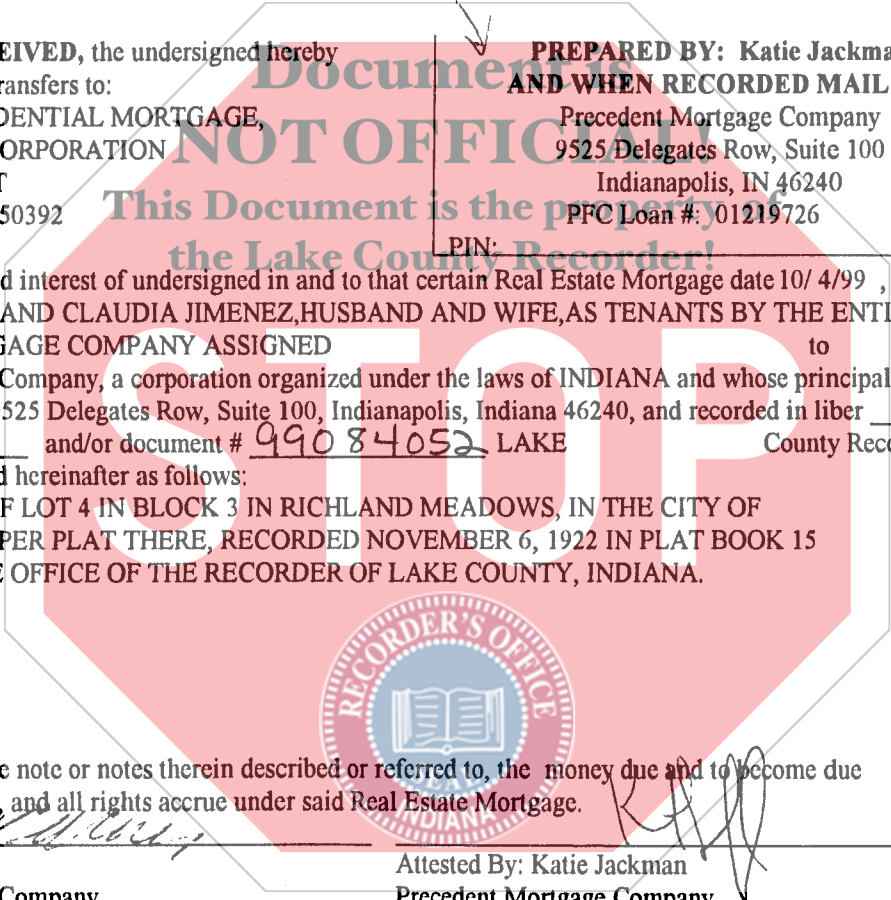 EIVED, the undersigned hereby
ransfers to:
DENTIAL MORTGAGE,
ORPORATION
T
50392
PREPARED BY: Katie Jackma
AND WHEN RECORDED MAIL
Precedent Mortgage Company
9525 Delegates Row, Suite 100
Indianapolis, IN 46240
PFC Loan #: 01219726
PIN:
Document is
NOT OFFICIAL!
This Document is the property of
the Lake County Recorder!
d interest of undersigned in and to that certain Real Estate Mortgage date 10/ 4/99 ,
AND CLAUDIA JIMENEZ,HUSBAND AND WIFE,AS TENANTS BY THE ENTI
GAGE COMPANY ASSIGNED to
Company, a corporation organized under the laws of INDIANA and whose principal
525 Delegates Row, Suite 100, Indianapolis, Indiana 46240, and recorded in liber
and/or document # 99084052 LAKE County Reco
d hereinafter as follows:
F LOT 4 IN BLOCK 3 IN RICHLAND MEADOWS, IN THE CITY OF
PER PLAT THERE, RECORDED NOVEMBER 6, 1922 IN PLAT BOOK 15
E OFFICE OF THE RECORDER OF LAKE COUNTY, INDIANA.
STOP
RECORDER'S OFFICE
SEAL
INDIANA
e note or notes therein described or referred to, the money due and to become due
, and all rights accrue under said Real Estate Mortgage.
Attested By: Katie Jackman
Company
Precedent Mortgage Company